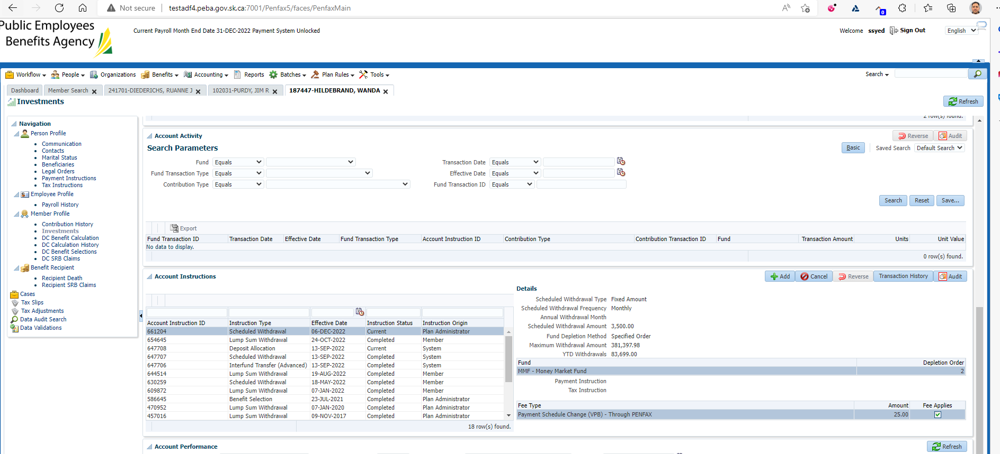 Not secure testadf4.peba.gov.sk.ca:7001/Penfax5/faces/PenfaxMain
0
Public Employees
Benefits Agency
Current Payroll Month End Date 31-DEC-2022 Payment System Unlocked
Welcome ssyed Sign Out English
Workflow People Organizations Benefits Accounting Reports Batches Plan Rules Tools Search
Dashboard Member Search 241701-DIEDERICHS, RUANNE J 102031-PURDY, JIM R 187447-HILDEBRAND, WANDA
Investments Refresh
Navigation
Person Profile
Communication
Contacts
Marital Status
Beneficiaries
Legal Orders
Payment Instructions
Tax Instructions
Employee Profile
Payroll History
Member Profile
Contribution History
Investments
DC Benefit Calculation
DC Calculation History
DC Benefit Selections
DC SRB Claims
Benefit Recipient
Recipient Death
Recipient SRB Claims
Cases
Tax Slips
Tax Adjustments
Data Audit Search
Data Validations
2 row(s) found.
Account Activity Reverse Audit
Search Parameters Basic Saved Search Default Search
Fund Equals Transaction Date Equals
Fund Transaction Type Equals Effective Date Equals
Contribution Type Equals Fund Transaction ID Equals
Search Reset Save...
Export
Fund Transaction ID Transaction Date Effective Date Fund Transaction Type Account Instruction ID Contribution Type Contribution Transaction ID Fund Transaction Amount Units Unit Value
No data to display.
0 row(s) found.
Account Instructions Add Cancel Reverse Transaction History Audit
Account Instruction ID Instruction Type Effective Date Instruction Status Instruction Origin
661204 Scheduled Withdrawal 06-DEC-2022 Current Plan Administrator
654645 Lump Sum Withdrawal 24-OCT-2022 Completed Member
647708 Deposit Allocation 13-SEP-2022 Current System
647707 Scheduled Withdrawal 13-SEP-2022 Completed System
647706 Interfund Transfer (Advanced) 13-SEP-2022 Completed System
644514 Lump Sum Withdrawal 19-AUG-2022 Completed Member
630259 Scheduled Withdrawal 18-MAY-2022 Completed Member
609872 Lump Sum Withdrawal 07-JAN-2022 Completed Member
586645 Benefit Selection 23-JUL-2021 Completed Plan Administrator
470952 Lump Sum Withdrawal 07-JAN-2020 Completed Plan Administrator
457016 Lump Sum Withdrawal 09-NOV-2017 Completed Plan Administrator
18 row(s) found.
Details
Scheduled Withdrawal Type Fixed Amount
Scheduled Withdrawal Frequency Monthly
Annual Withdrawal Month
Scheduled Withdrawal Amount 3,500.00
Fund Depletion Method Specified Order
Maximum Withdrawal Amount 381,397.98
YTD Withdrawals 83,699.00
Fund Depletion Order
MMF - Money Market Fund 2
Payment Instruction
Tax Instruction
Fee Type Amount Fee Applies
Payment Schedule Change (VPB) - Through PENFAX 25.00
Account Performance Refresh